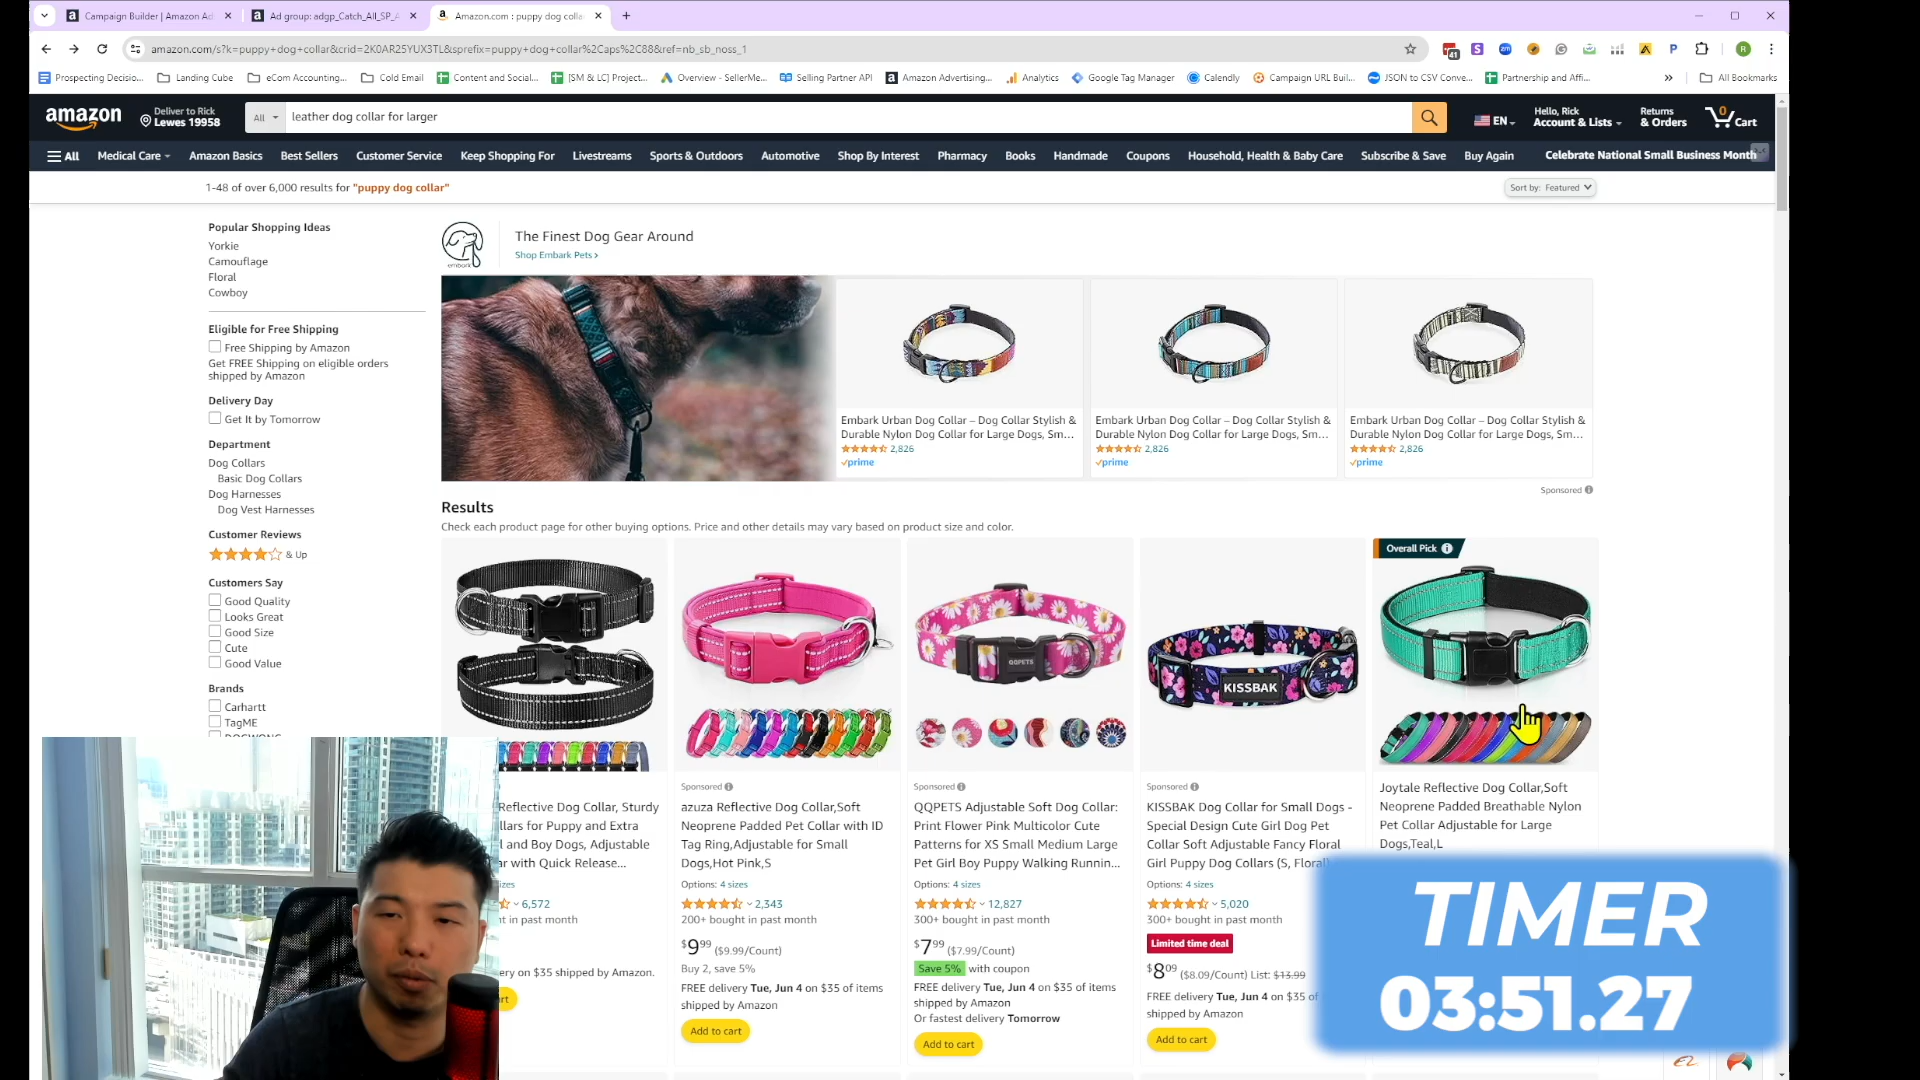 Campaign Builder | Amazon Ad
Ad group: adgp_Catch_All_SP_A
Amazon.com : puppy dog colla
amazon.com/s?k=puppy+dog+collar&crid=2K0AR25YUX3TL&sprefix=puppy+dog+collar%2Caps%2C88&ref=nb_sb_noss_1
41
R
Prospecting Decisio...
Landing Cube
eCom Accounting...
Cold Email
Content and Social...
[SM & LC] Project...
Overview - SellerMe...
Selling Partner API
Amazon Advertising...
Analytics
Google Tag Manager
Calendly
Campaign URL Buil...
JSON to CSV Conve...
Partnership and Affi...
All Bookmarks
amazon
Deliver to Rick
Lewes 19958
All
leather dog collar for larger
EN
Hello, Rick
Account & Lists
Returns
& Orders
0
Cart
All
Medical Care
Amazon Basics
Best Sellers
Customer Service
Keep Shopping For
Livestreams
Sports & Outdoors
Automotive
Shop By Interest
Pharmacy
Books
Handmade
Coupons
Household, Health & Baby Care
Subscribe & Save
Buy Again
Celebrate National Small Business Month
1-48 of over 6,000 results for "puppy dog collar"
Sort by: Featured
Popular Shopping Ideas
Yorkie
Camouflage
Floral
Cowboy
Eligible for Free Shipping
Free Shipping by Amazon
Get FREE Shipping on eligible orders
shipped by Amazon
Delivery Day
Get It by Tomorrow
Department
Dog Collars
Basic Dog Collars
Dog Harnesses
Dog Vest Harnesses
Customer Reviews
& Up
Customers Say
Good Quality
Looks Great
Good Size
Cute
Good Value
Brands
Carhartt
TagME
embark
The Finest Dog Gear Around
Shop Embark Pets ›
Embark Urban Dog Collar – Dog Collar Stylish &
Durable Nylon Dog Collar for Large Dogs, Sm...
2,826
prime
Embark Urban Dog Collar – Dog Collar Stylish &
Durable Nylon Dog Collar for Large Dogs, Sm...
2,826
prime
Embark Urban Dog Collar – Dog Collar Stylish &
Durable Nylon Dog Collar for Large Dogs, Sm...
2,826
prime
Sponsored
Results
Check each product page for other buying options. Price and other details may vary based on product size and color.
Reflective Dog Collar, Sturdy
llars for Puppy and Extra
l and Boy Dogs, Adjustable
ar with Quick Release...
sizes
6,572
t in past month
ery on $35 shipped by Amazon.
rt
Sponsored
azuza Reflective Dog Collar,Soft
Neoprene Padded Pet Collar with ID
Tag Ring,Adjustable for Small
Dogs,Hot Pink,S
Options: 4 sizes
2,343
200+ bought in past month
$9 99 ($9.99/Count)
Buy 2, save 5%
FREE delivery Tue, Jun 4 on $35 of items
shipped by Amazon
Add to cart
QQPETS
Sponsored
QQPETS Adjustable Soft Dog Collar:
Print Flower Pink Multicolor Cute
Patterns for XS Small Medium Large
Pet Girl Boy Puppy Walking Runnin...
Options: 4 sizes
12,827
300+ bought in past month
$7 99 ($7.99/Count)
Save 5% with coupon
FREE delivery Tue, Jun 4 on $35 of items
shipped by Amazon
Or fastest delivery Tomorrow
Add to cart
KISSBAK
Sponsored
KISSBAK Dog Collar for Small Dogs -
Special Design Cute Girl Dog Pet
Collar Soft Adjustable Fancy Floral
Girl Puppy Dog Collars (S, Floral)
Options: 4 sizes
5,020
300+ bought in past month
Limited time deal
$8 09 ($8.09/Count) List: $13.99
FREE delivery Tue, Jun 4 on $35 of
shipped by Amazon
Add to cart
Overall Pick
Joytale Reflective Dog Collar,Soft
Neoprene Padded Breathable Nylon
Pet Collar Adjustable for Large
Dogs,Teal,L
TIMER
03:51.27